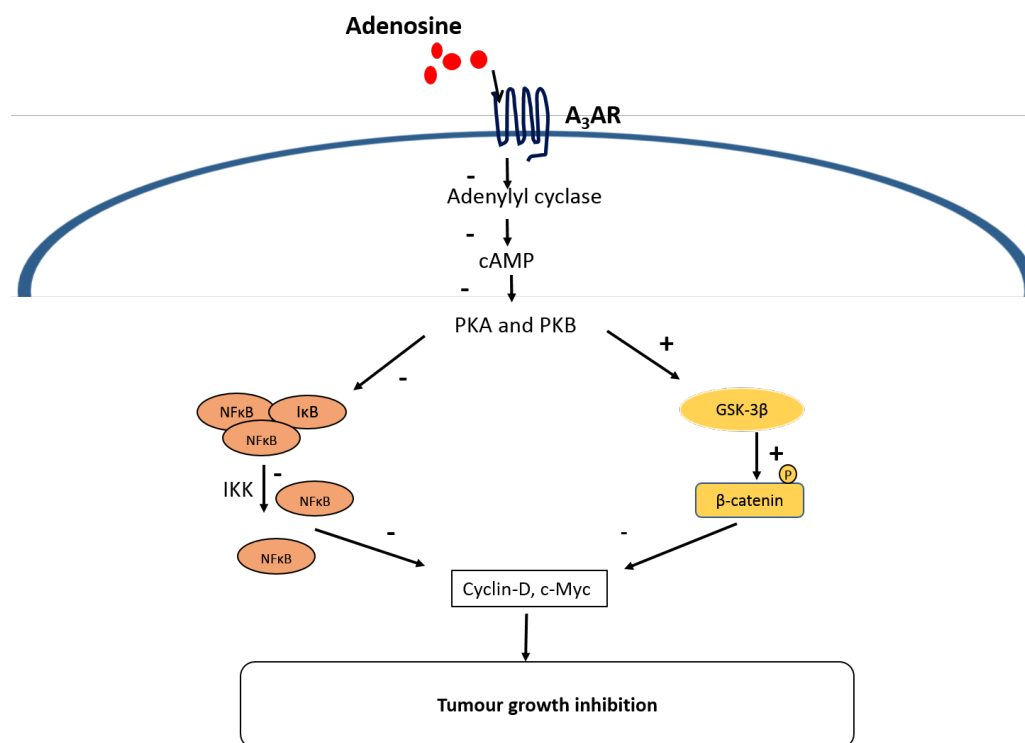 Adenosine
A₃AR
-
Adenylyl cyclase
-
cAMP
-
PKA and PKB
-
+
NFκB
IκB
NFκB
GSK-3β
-
+
IKK
NFκB
P
β-catenin
NFκB
-
-
Cyclin-D, c-Myc
Tumour growth inhibition